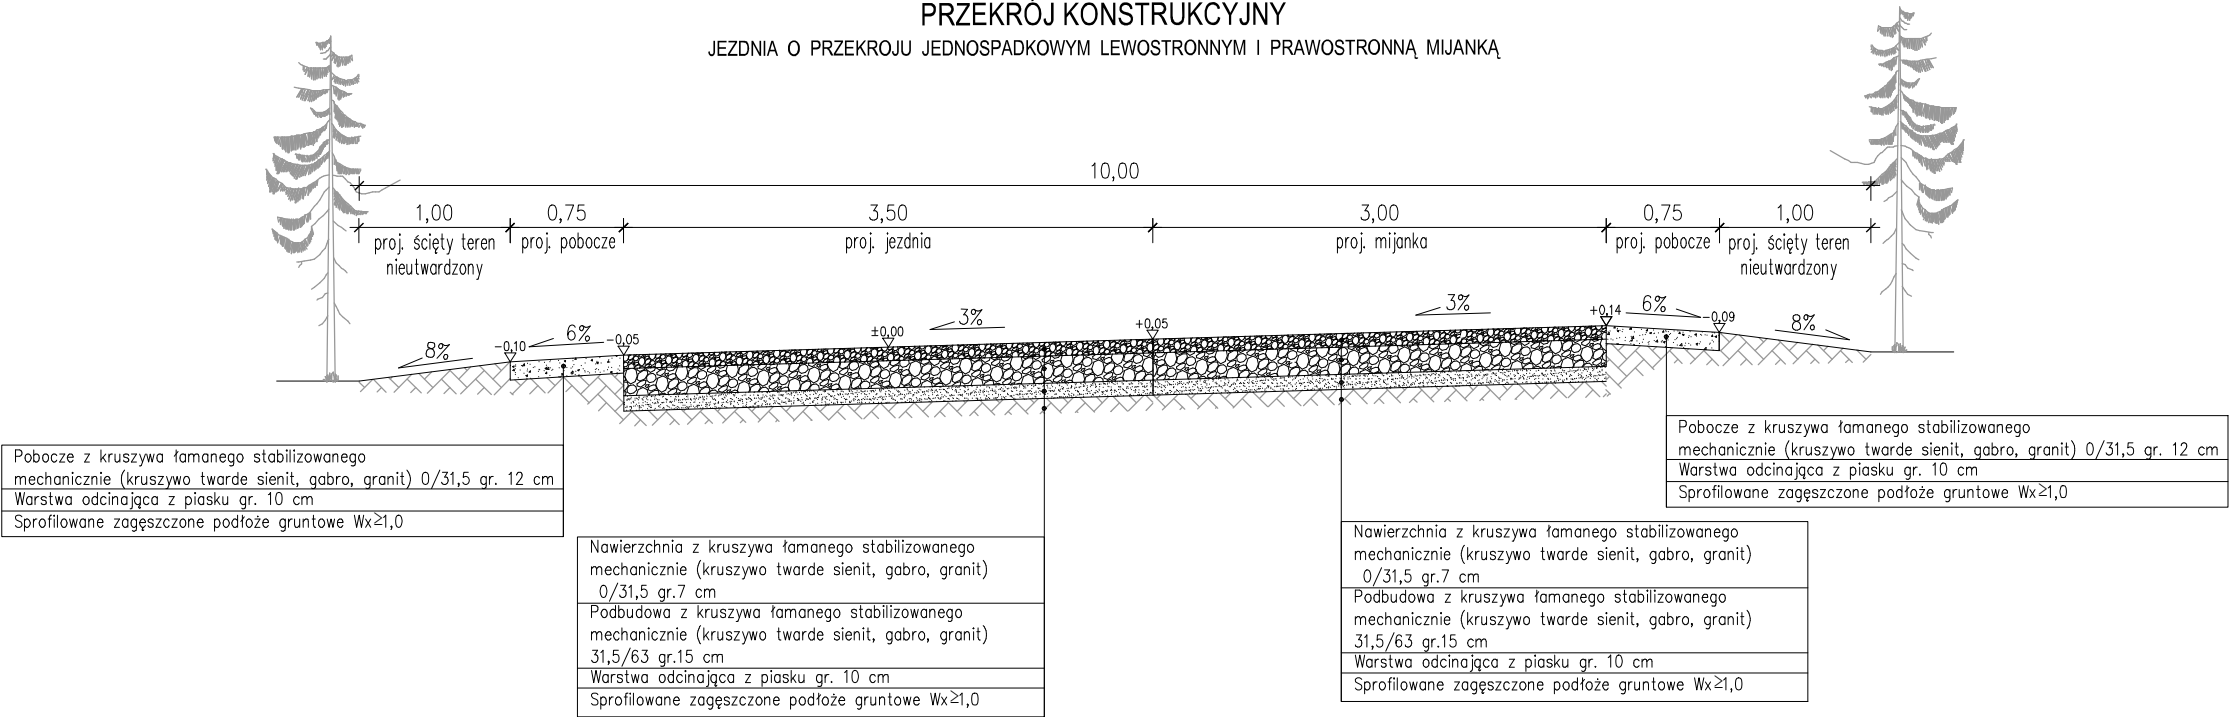 PRZEKRÓJ KONSTRUKCYJNY
JEZDNIA O PRZEKROJU JEDNOSPADKOWYM LEWOSTRONNYM I PRAWOSTRONNĄ MIJANKĄ
10,00
1,00 0,75 3,50 3,00 0,75 1,00
proj. ścięty teren
nieutwardzony
proj. pobocze
proj. jezdnia
proj. mijanka
proj. pobocze
proj. ścięty teren
nieutwardzony
8%
-0,10
6%
-0,05
±0,00
3%
+0,05
3%
+0,14
6%
-0,09
8%
Pobocze z kruszywa łamanego stabilizowanego
mechanicznie (kruszywo twarde sienit, gabro, granit) 0/31,5 gr. 12 cm
Warstwa odcinająca z piasku gr. 10 cm
Sprofilowane zagęszczone podłoże gruntowe Wx≥1,0
Nawierzchnia z kruszywa łamanego stabilizowanego
mechanicznie (kruszywo twarde sienit, gabro, granit)
0/31,5 gr.7 cm
Podbudowa z kruszywa łamanego stabilizowanego
mechanicznie (kruszywo twarde sienit, gabro, granit)
31,5/63 gr.15 cm
Warstwa odcinająca z piasku gr. 10 cm
Sprofilowane zagęszczone podłoże gruntowe Wx≥1,0
Nawierzchnia z kruszywa łamanego stabilizowanego
mechanicznie (kruszywo twarde sienit, gabro, granit)
0/31,5 gr.7 cm
Podbudowa z kruszywa łamanego stabilizowanego
mechanicznie (kruszywo twarde sienit, gabro, granit)
31,5/63 gr.15 cm
Warstwa odcinająca z piasku gr. 10 cm
Sprofilowane zagęszczone podłoże gruntowe Wx≥1,0
Pobocze z kruszywa łamanego stabilizowanego
mechanicznie (kruszywo twarde sienit, gabro, granit) 0/31,5 gr. 12 cm
Warstwa odcinająca z piasku gr. 10 cm
Sprofilowane zagęszczone podłoże gruntowe Wx≥1,0